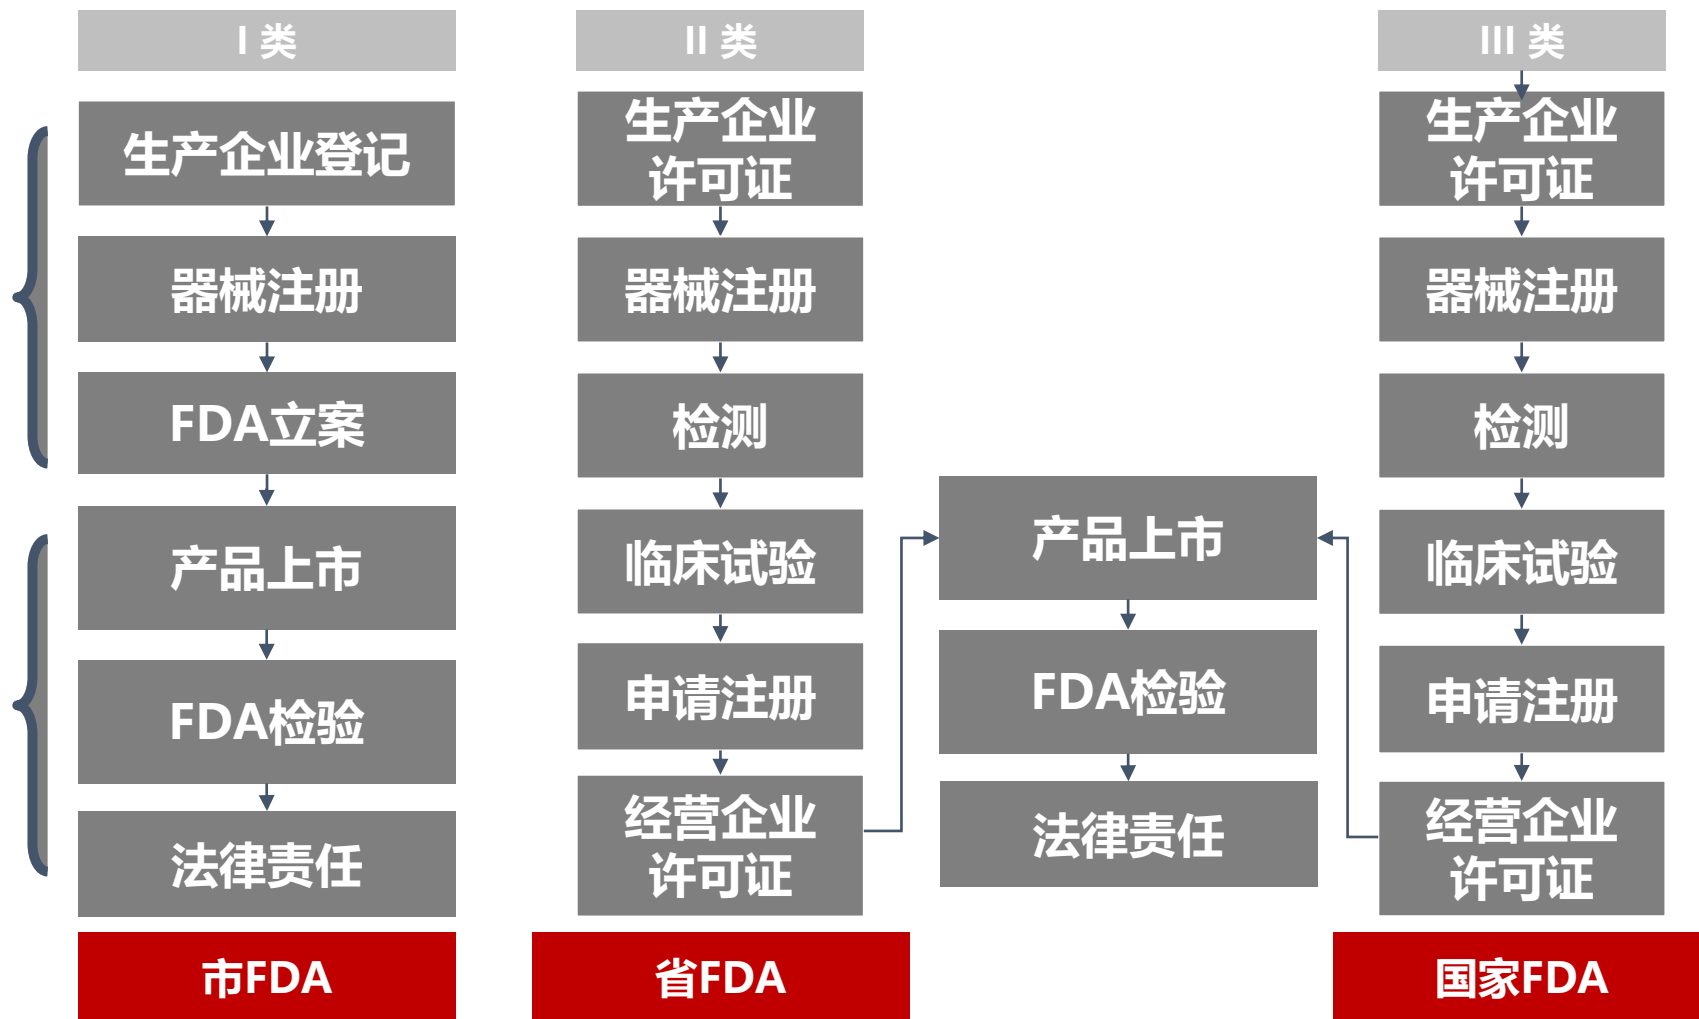 I 类
生产企业登记
器械注册
FDA立案
产品上市
FDA检验
法律责任
市FDA
II 类
生产企业
许可证
器械注册
检测
临床试验
申请注册
经营企业
许可证
省FDA
产品上市
FDA检验
法律责任
III 类
生产企业
许可证
器械注册
检测
临床试验
申请注册
经营企业
许可证
国家FDA